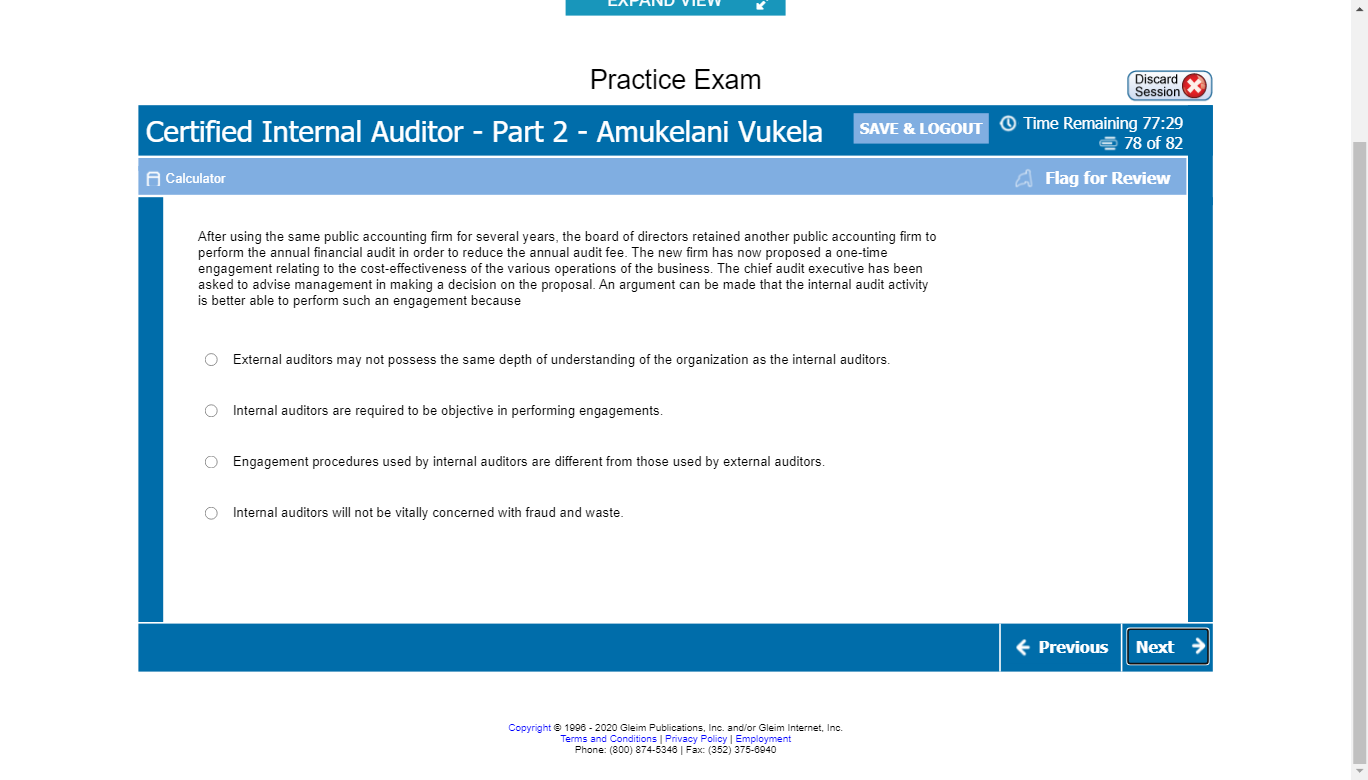 EXPAND VIEW
Practice Exam
Discard
Session
Certified Internal Auditor - Part 2 - Amukelani Vukela
SAVE & LOGOUT
Time Remaining 77:29
78 of 82
Calculator
Flag for Review
After using the same public accounting firm for several years, the board of directors retained another public accounting firm to
perform the annual financial audit in order to reduce the annual audit fee. The new firm has now proposed a one-time
engagement relating to the cost-effectiveness of the various operations of the business. The chief audit executive has been
asked to advise management in making a decision on the proposal. An argument can be made that the internal audit activity
is better able to perform such an engagement because
External auditors may not possess the same depth of understanding of the organization as the internal auditors.
Internal auditors are required to be objective in performing engagements.
Engagement procedures used by internal auditors are different from those used by external auditors.
Internal auditors will not be vitally concerned with fraud and waste.
Previous
Next
Copyright © 1996 - 2020 Gleim Publications, Inc. and/or Gleim Internet, Inc.
Terms and Conditions | Privacy Policy | Employment
Phone: (800) 874-5346 | Fax: (352) 375-6940